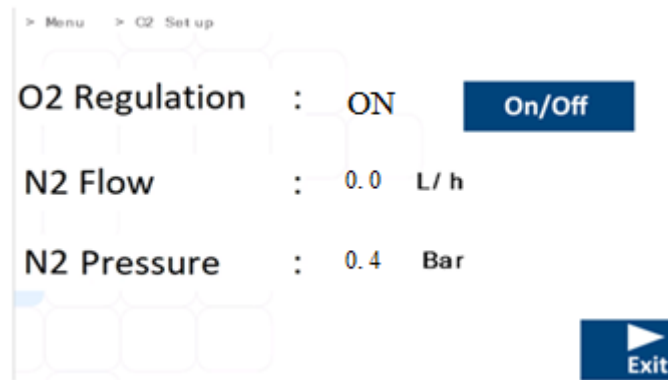 > Menu > O2 Set up
O2 Regulation : ON On/Off
N2 Flow : 0.0 L/h
N2 Pressure : 0.4 Bar
Exit